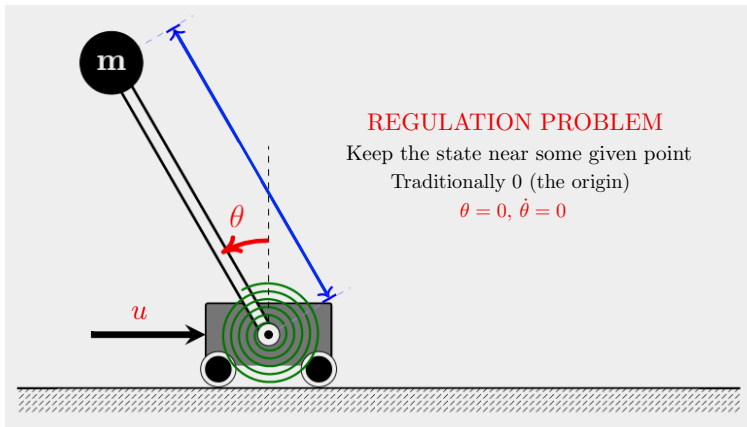 m
REGULATION PROBLEM
Keep the state near some given point
Traditionally 0 (the origin)
θ = 0, θ̇ = 0
θ
u